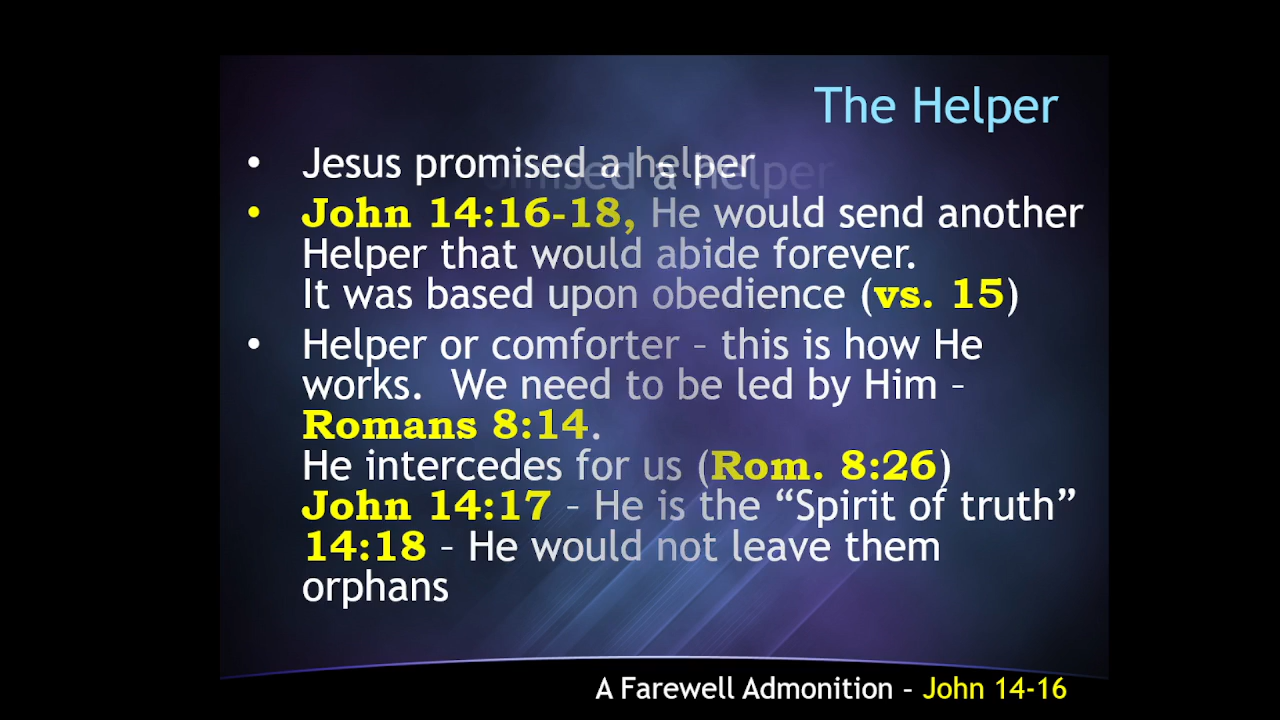 The Helper
• Jesus promised a helper
• John 14:16-18, He would send another
Helper that would abide forever.
It was based upon obedience (vs. 15)
• Helper or comforter – this is how He
works.  We need to be led by Him –
Romans 8:14.
He intercedes for us (Rom. 8:26)
John 14:17 – He is the “Spirit of truth”
14:18 – He would not leave them
orphans
A Farewell Admonition – John 14-16